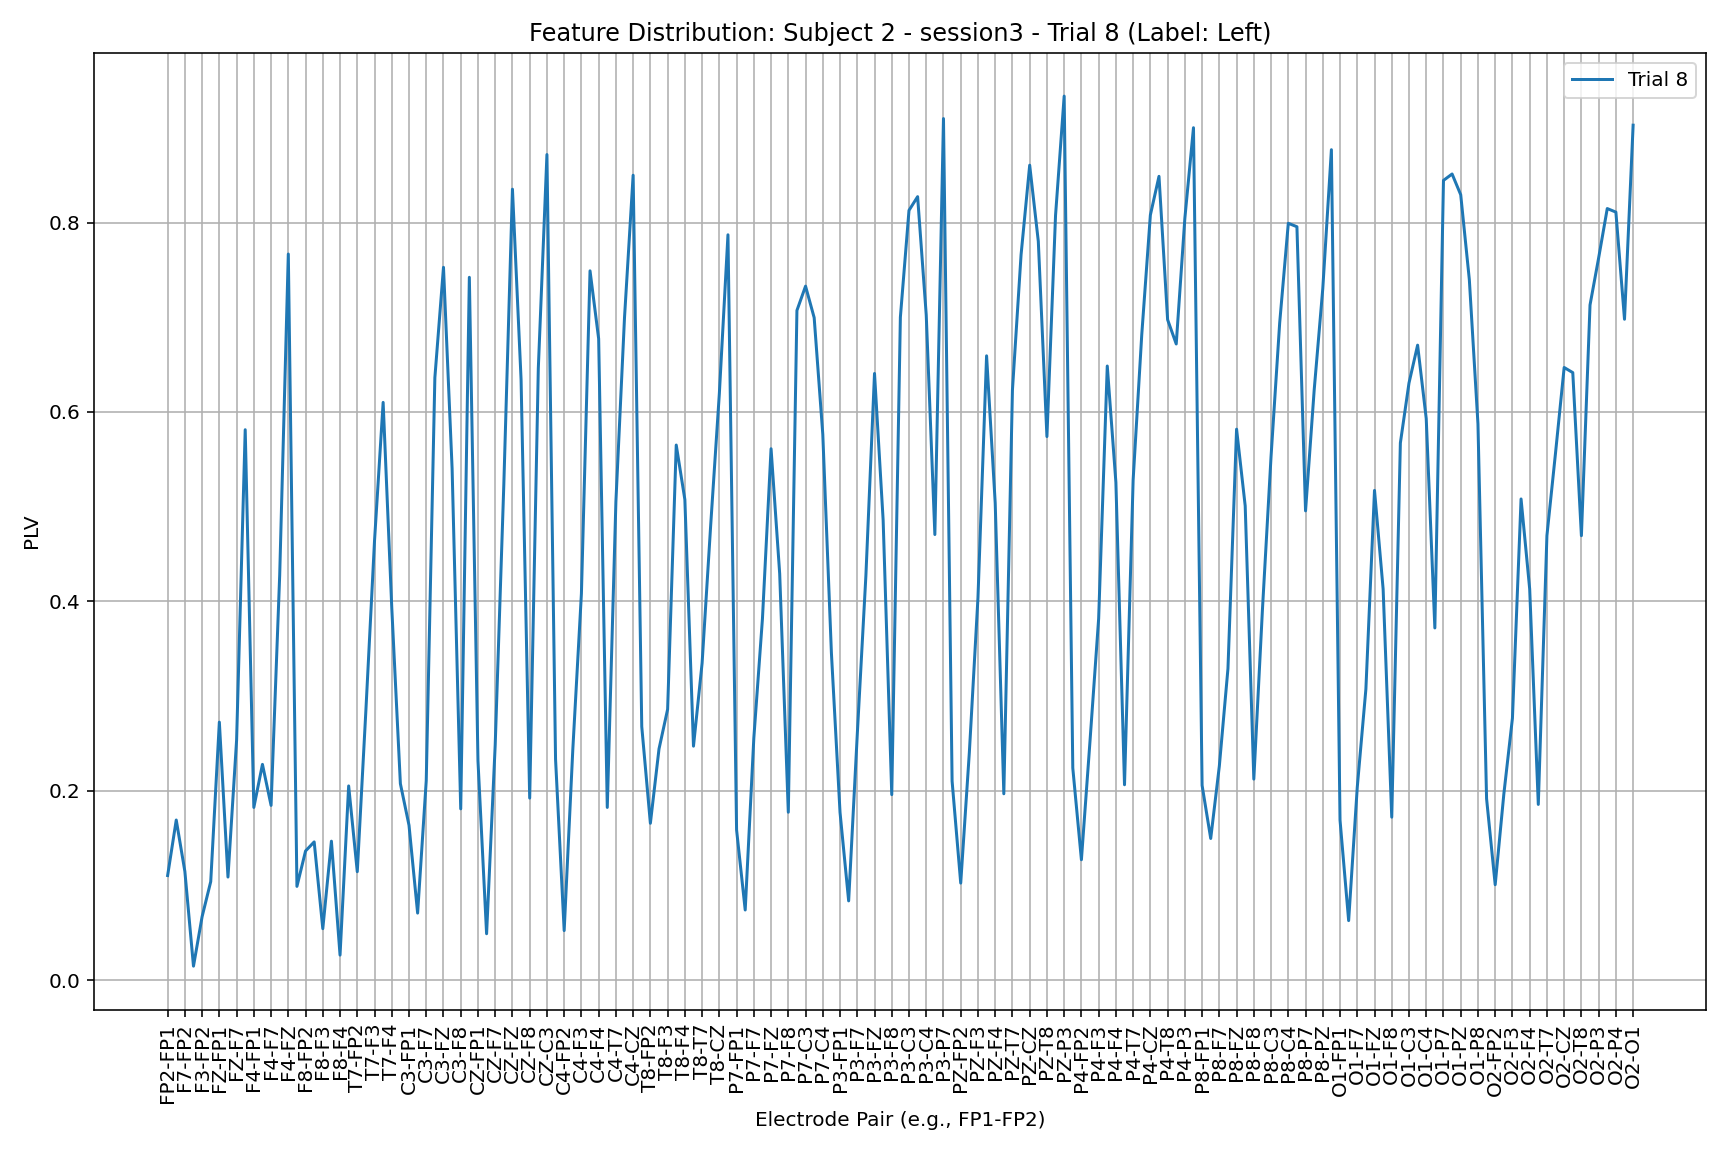 Feature Distribution: Subject 2 - session3 - Trial 8 (Label: Left)
Trial 8
PLV
0.8
0.6
0.4
0.2
0.0
FP2-FP1
F7-FP2
F3-FP2
FZ-FP1
FZ-F7
F4-FP1
F4-F7
F4-FZ
F8-FP2
F8-F3
F8-F4
T7-FP2
T7-F3
T7-F4
C3-FP1
C3-F7
C3-FZ
C3-F8
CZ-FP1
CZ-F7
CZ-FZ
CZ-F8
CZ-C3
C4-FP2
C4-F3
C4-F4
C4-T7
C4-CZ
T8-FP2
T8-F3
T8-F4
T8-T7
T8-CZ
P7-FP1
P7-F7
P7-FZ
P7-F8
P7-C3
P7-C4
P3-FP1
P3-F7
P3-FZ
P3-F8
P3-C3
P3-C4
P3-P7
PZ-FP2
PZ-F3
PZ-F4
PZ-T7
PZ-CZ
PZ-T8
PZ-P3
P4-FP2
P4-F3
P4-F4
P4-T7
P4-CZ
P4-T8
P4-P3
P8-FP1
P8-F7
P8-FZ
P8-F8
P8-C3
P8-C4
P8-P7
P8-PZ
O1-FP1
O1-F7
O1-FZ
O1-F8
O1-C3
O1-C4
O1-P7
O1-PZ
O1-P8
O2-FP2
O2-F3
O2-F4
O2-T7
O2-CZ
O2-T8
O2-P3
O2-P4
O2-O1
Electrode Pair (e.g., FP1-FP2)